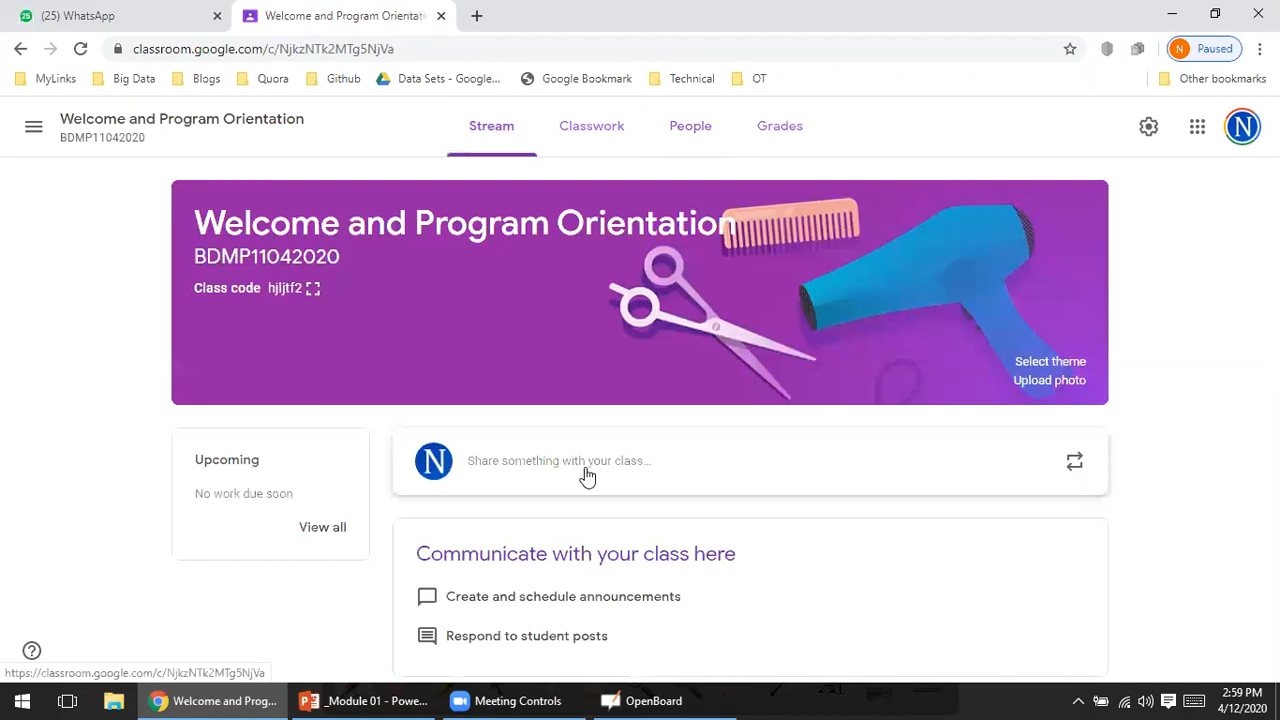 (25) WhatsApp
Welcome and Program Orientati
classroom.google.com/c/NjkzNTk2MTg5NjVa
N Paused
MyLinks
Big Data
Blogs
Quora
Github
Data Sets - Google...
Google Bookmark
Technical
OT
Other bookmarks
Welcome and Program Orientation
BDMP11042020
Stream
Classwork
People
Grades
N
Welcome and Program Orientation
BDMP11042020
Class code hjljtf2
Select theme
Upload photo
Upcoming
No work due soon
View all
N
Share something with your class...
Communicate with your class here
Create and schedule announcements
Respond to student posts
https://classroom.google.com/c/NjkzNTk2MTg5NjVa
Welcome and Prog...
_Module 01 - Powe...
Meeting Controls
OpenBoard
2:59 PM
4/12/2020